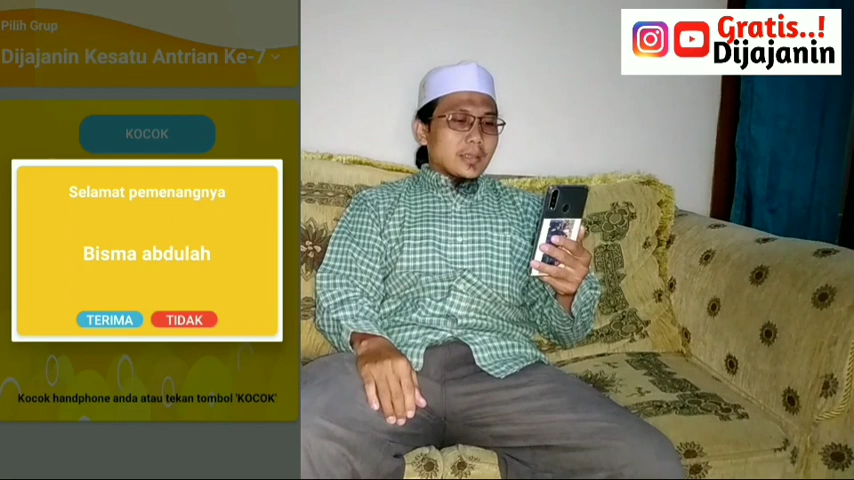 Pilih Grup
Dijajanin Kesatu Antrian Ke-7
KOCOK
Selamat pemenangnya
Bisma abdulah
TERIMA
TIDAK
Kocok handphone anda atau tekan tombol 'KOCOK'
Gratis..!
Dijajanin